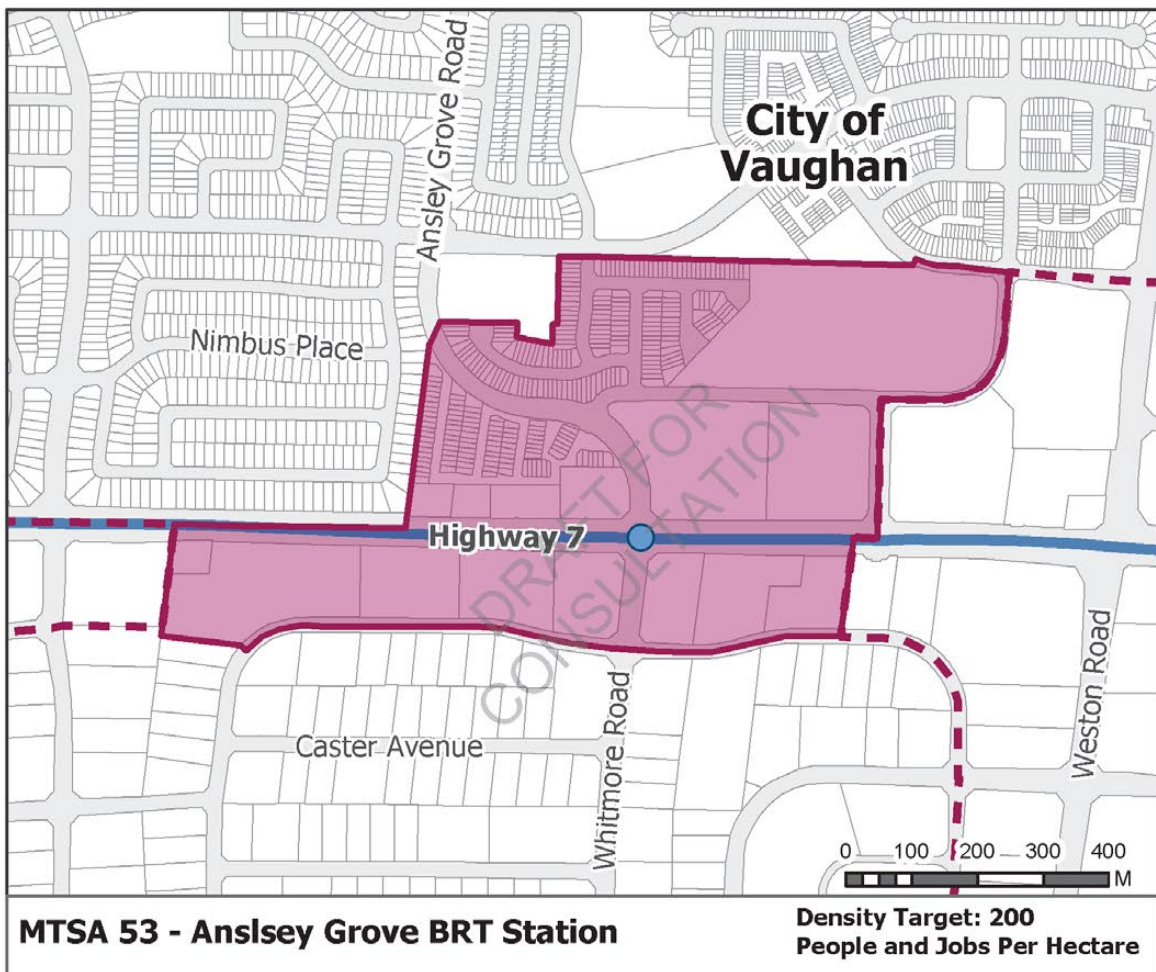 City of
Vaughan
Ansley Grove Road
Nimbus Place
Highway 7
DRAFT FOR
CONSULTATION
Caster Avenue
Whitmore Road
Weston Road
0 100 200 300 400
M
MTSA 53 - Anslsey Grove BRT Station
Density Target: 200
People and Jobs Per Hectare